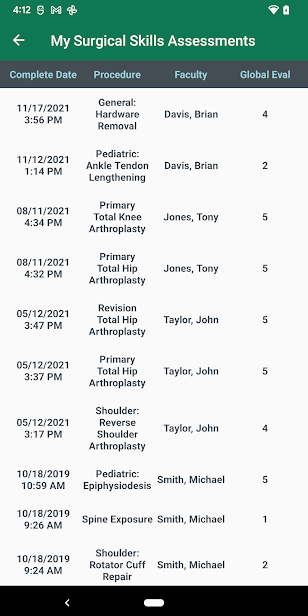 4:12
My Surgical Skills Assessments
Complete Date Procedure Faculty Global Eval
11/17/2021 3:56 PM General: Hardware Removal Davis, Brian 4
11/12/2021 1:14 PM Pediatric: Ankle Tendon Lengthening Davis, Brian 2
08/11/2021 4:34 PM Primary Total Knee Arthroplasty Jones, Tony 5
08/11/2021 4:32 PM Primary Total Hip Arthroplasty Jones, Tony 5
05/12/2021 3:47 PM Revision Total Hip Arthroplasty Taylor, John 5
05/12/2021 3:37 PM Primary Total Hip Arthroplasty Taylor, John 5
05/12/2021 3:17 PM Shoulder: Reverse Shoulder Arthroplasty Taylor, John 4
10/18/2019 10:59 AM Pediatric: Epiphysiodesis Smith, Michael 5
10/18/2019 9:26 AM Spine Exposure Smith, Michael 1
10/18/2019 9:24 AM Shoulder: Rotator Cuff Repair Smith, Michael 2